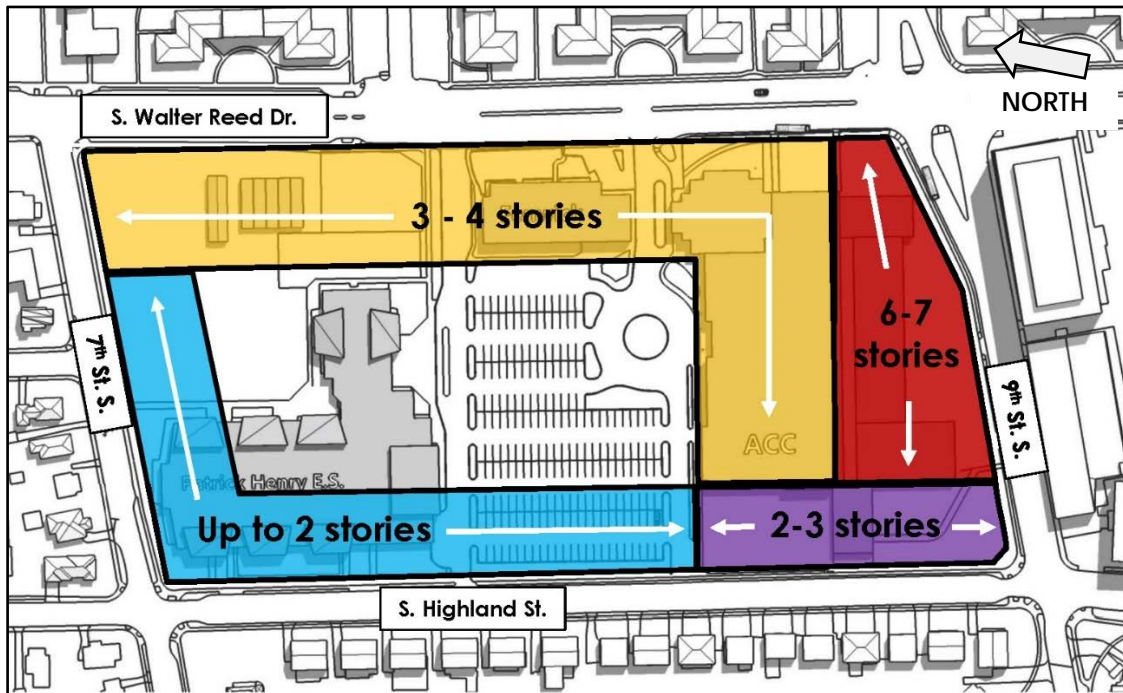 S. Walter Reed Dr.
NORTH
3 - 4 stories
6-7
stories
7th St. S.
9th St. S.
ACC
Patrick Henry E.S.
Up to 2 stories
2-3 stories
S. Highland St.